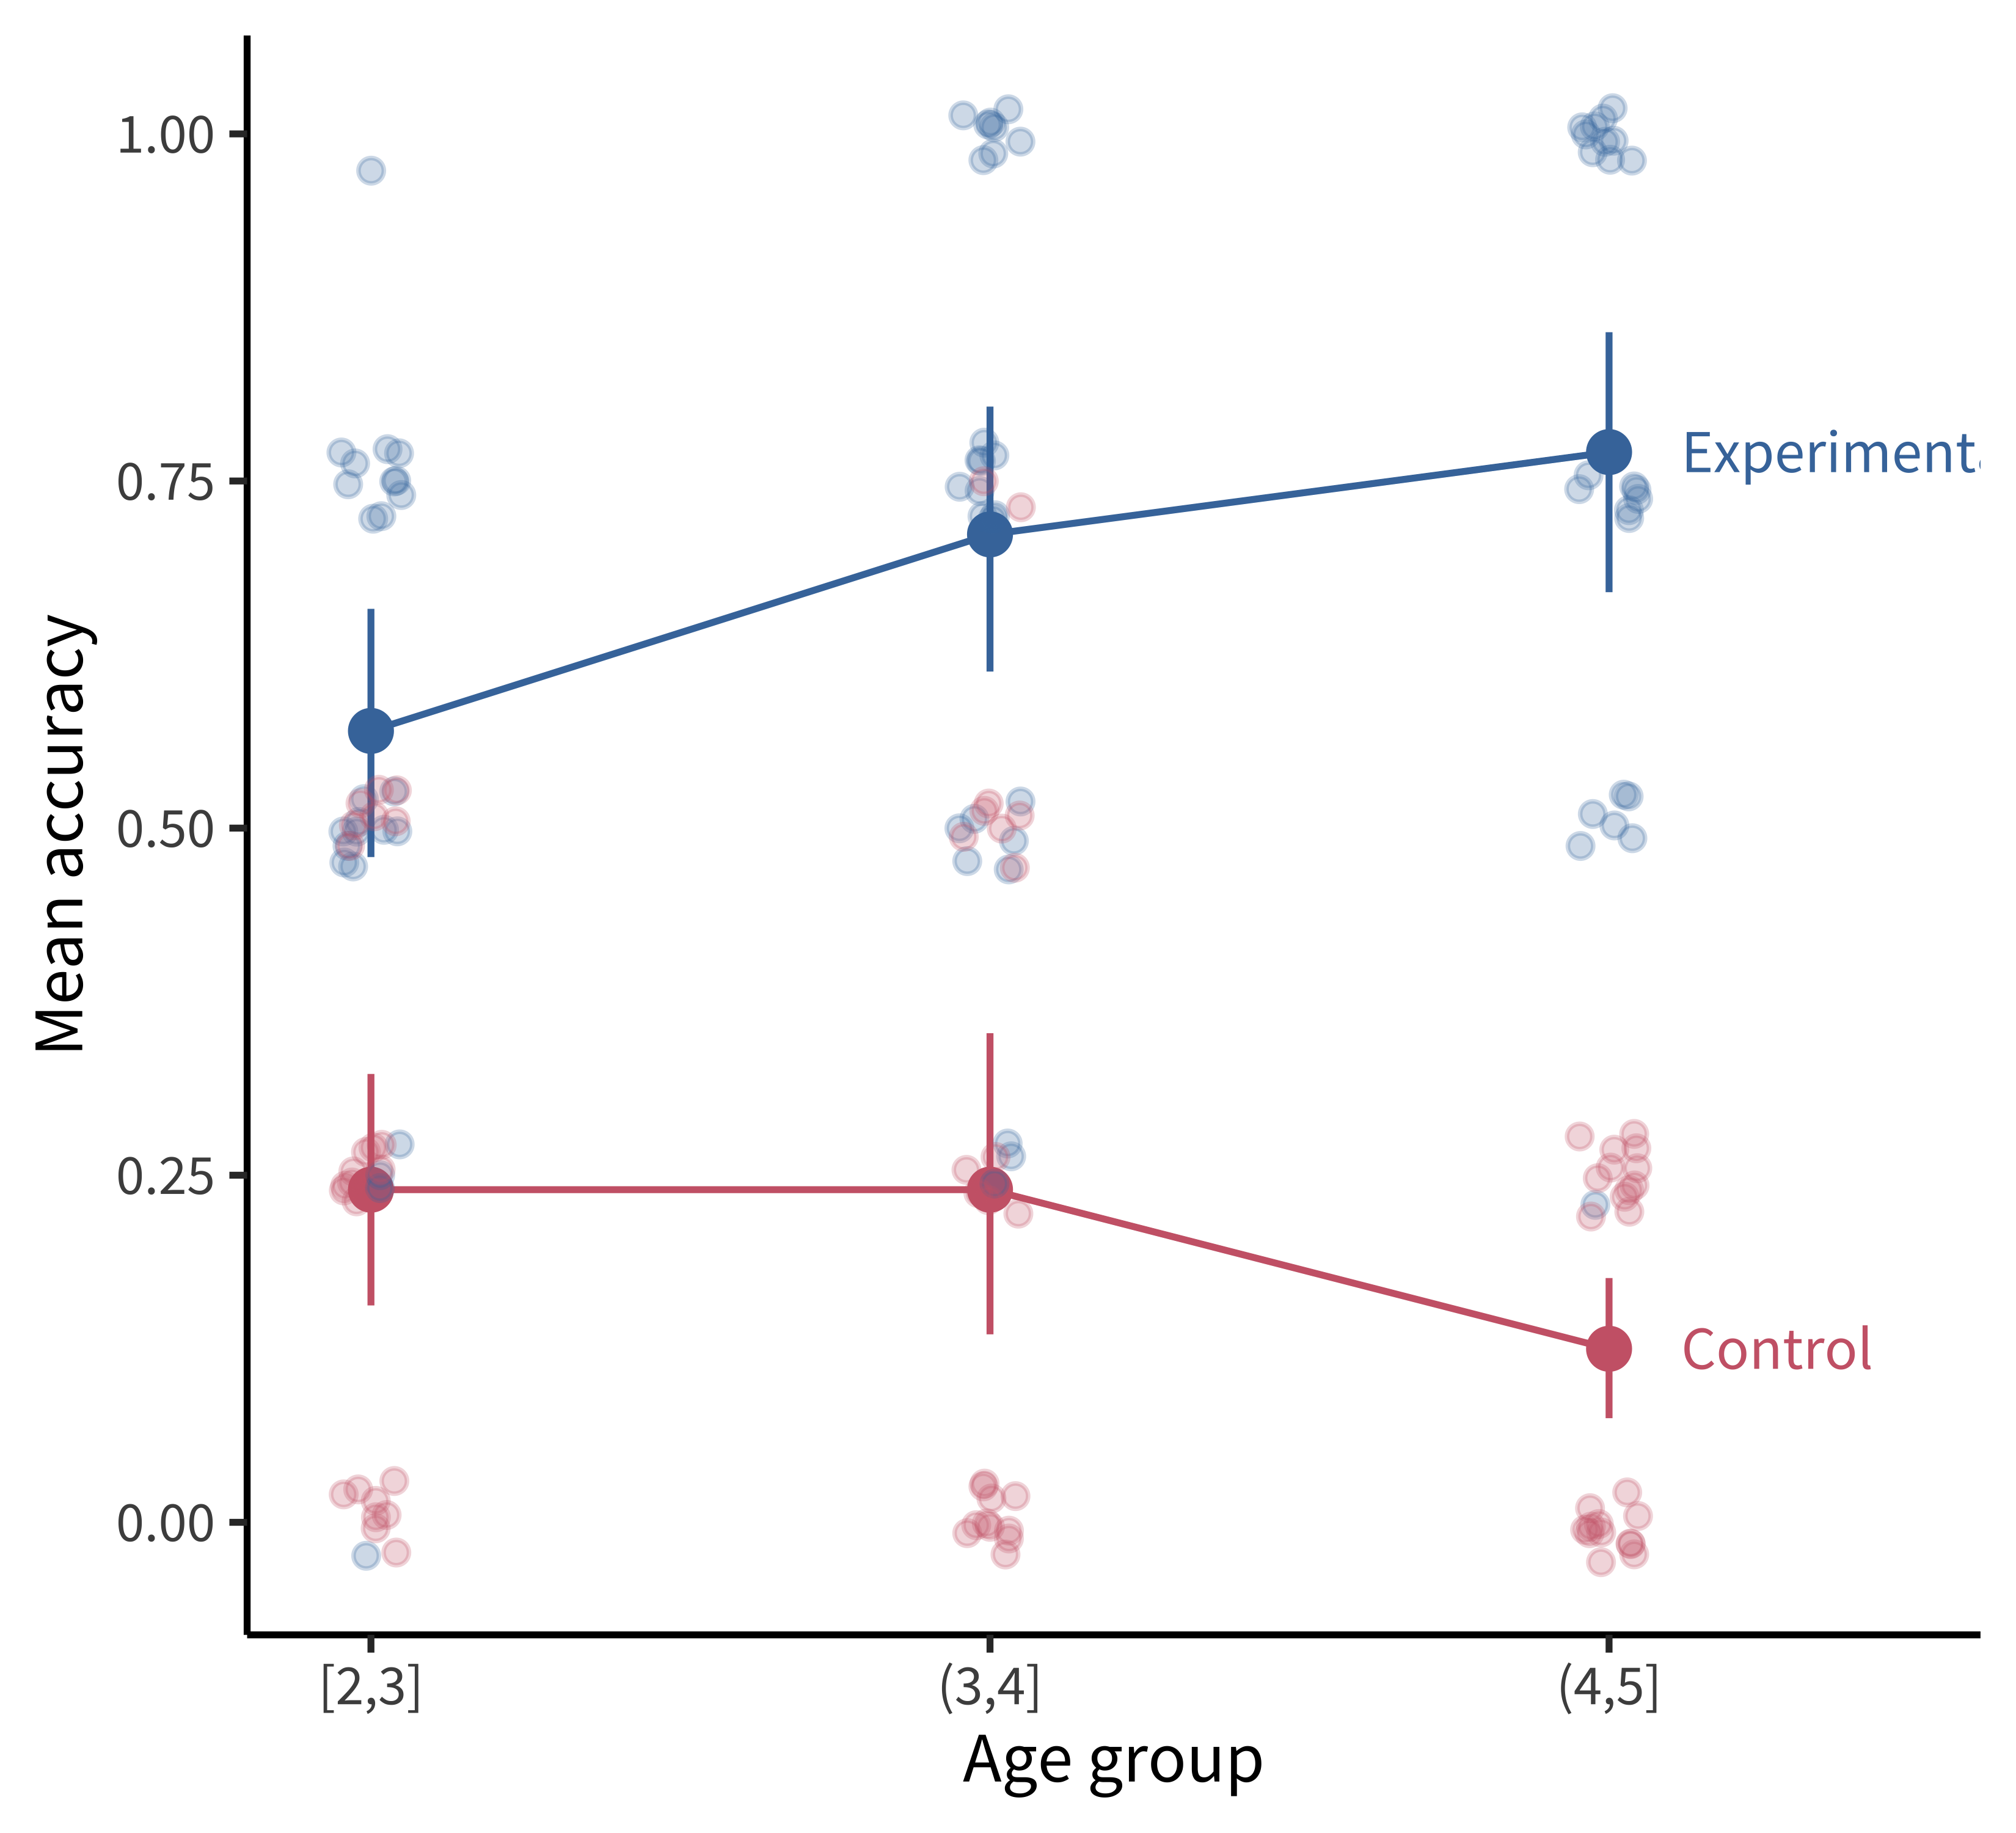 Mean accuracy
1.00
0.75
0.50
0.25
0.00
Experiment
Control
[2,3]
(3,4]
(4,5]
Age group